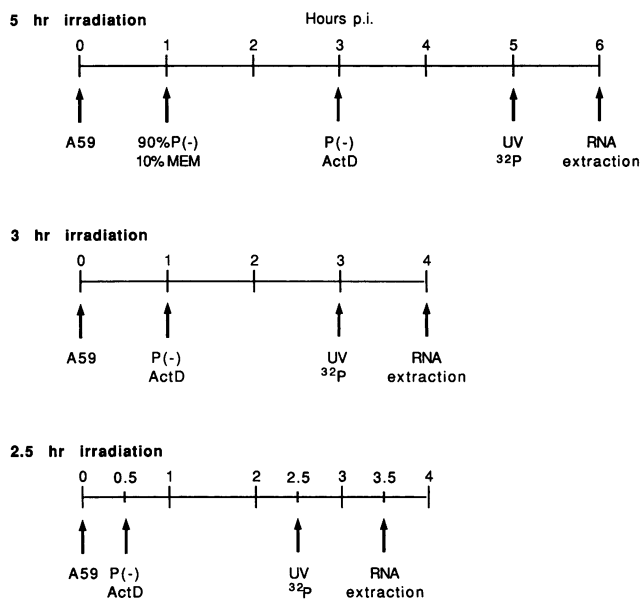 5 hr irradiation Hours p.i.
0 1 2 3 4 5 6
A59 90%P(-) P(-) UV RNA
10%MEM ActD 32P extraction
3 hr irradiation
0 1 2 3 4
A59 P(-) UV RNA
ActD 32P extraction
2.5 hr irradiation
0 0.5 1 2 2.5 3 3.5 4
A59 P(-) UV RNA
ActD 32P extraction